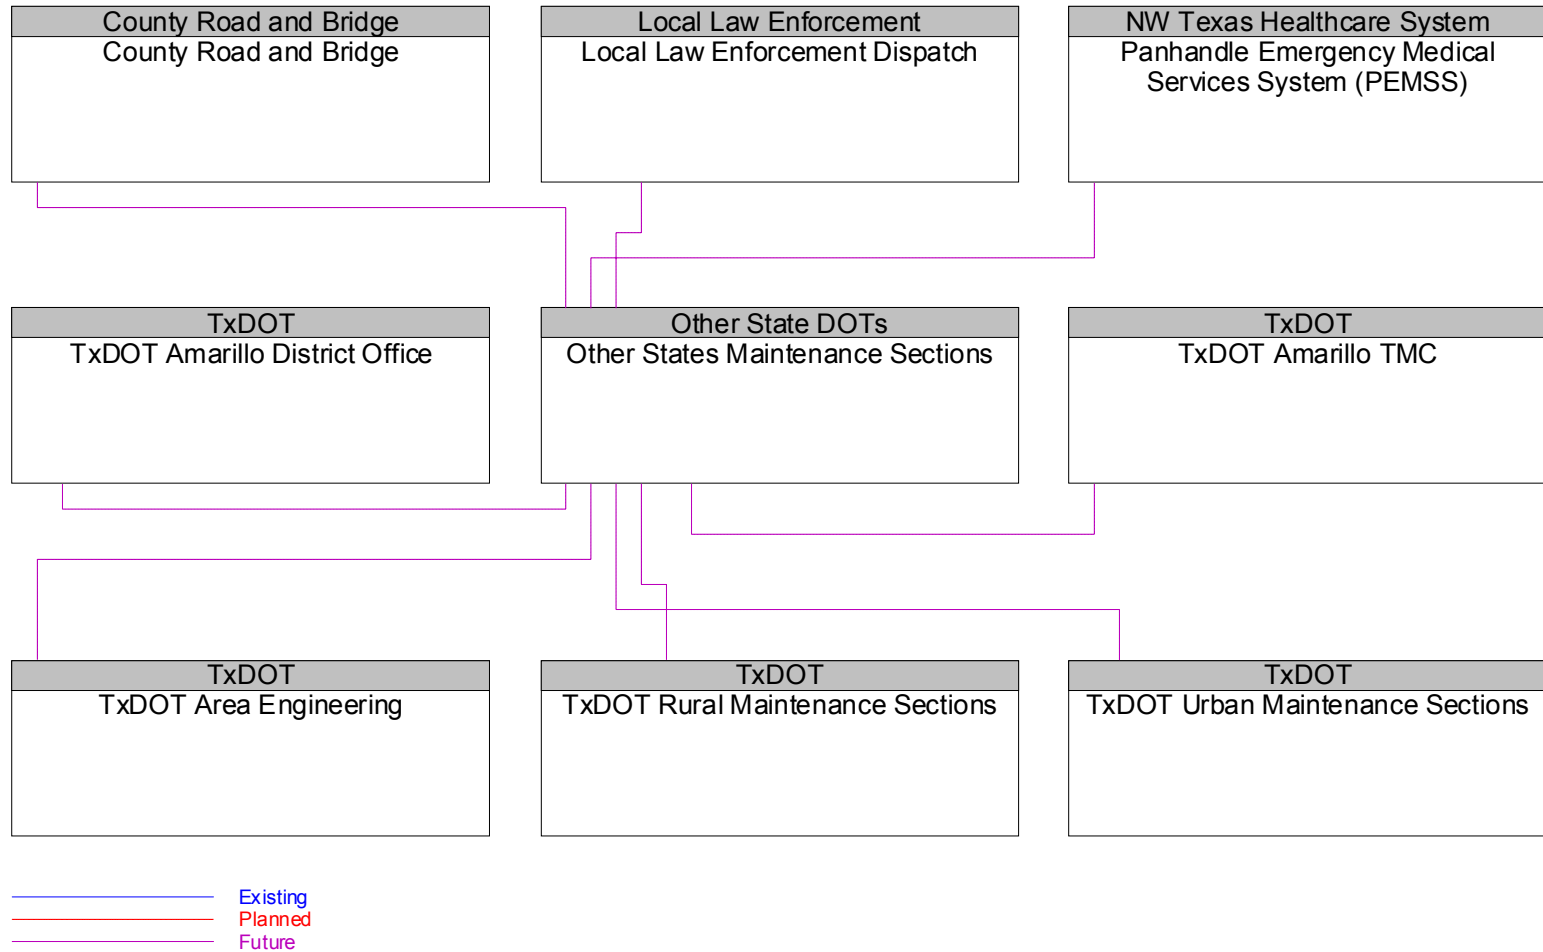 County Road and Bridge
County Road and Bridge
Local Law Enforcement
Local Law Enforcement Dispatch
NW Texas Healthcare System
Panhandle Emergency Medical
Services System (PEMSS)
TxDOT
TxDOT Amarillo District Office
Other State DOTs
Other States Maintenance Sections
TxDOT
TxDOT Amarillo TMC
TxDOT
TxDOT Area Engineering
TxDOT
TxDOT Rural Maintenance Sections
TxDOT
TxDOT Urban Maintenance Sections
Existing
Planned
Future